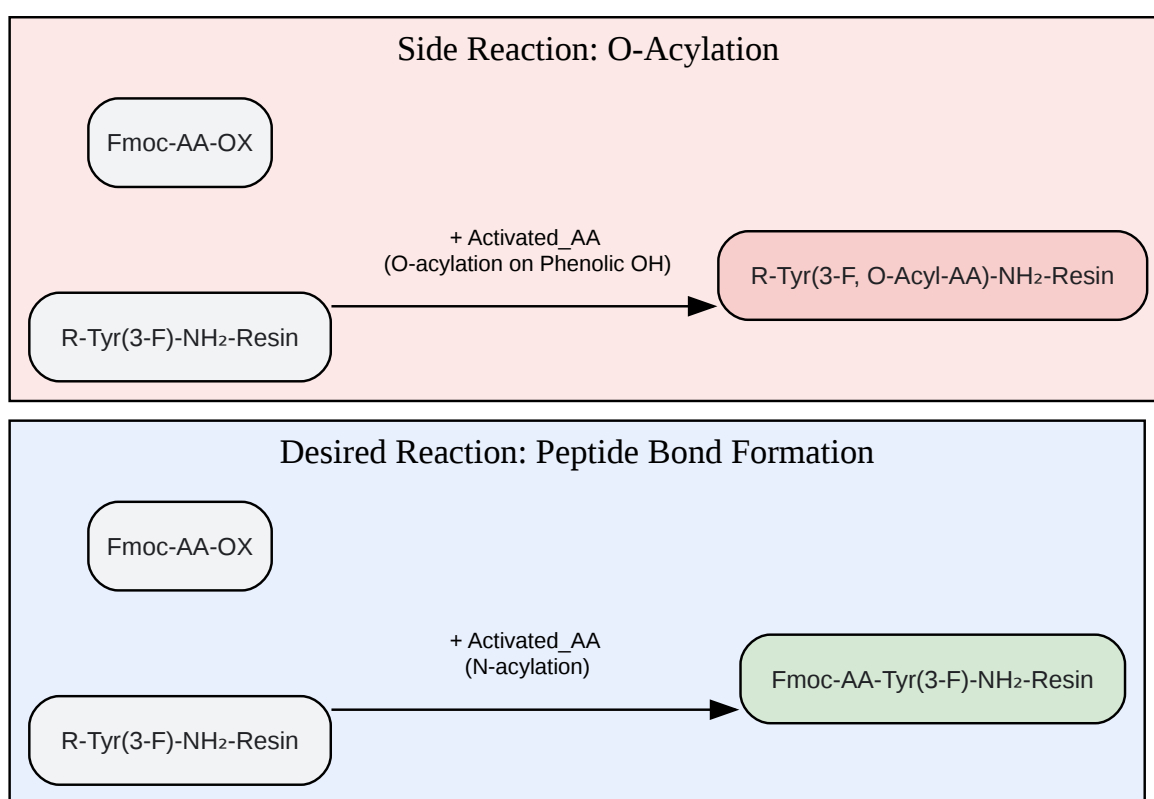 Side Reaction: O-Acylation
Fmoc-AA-OX
+ Activated_AA
(O-acylation on Phenolic OH)
R-Tyr(3-F, O-Acyl-AA)-NH₂-Resin
R-Tyr(3-F)-NH₂-Resin
Desired Reaction: Peptide Bond Formation
Fmoc-AA-OX
+ Activated_AA
(N-acylation)
Fmoc-AA-Tyr(3-F)-NH₂-Resin
R-Tyr(3-F)-NH₂-Resin